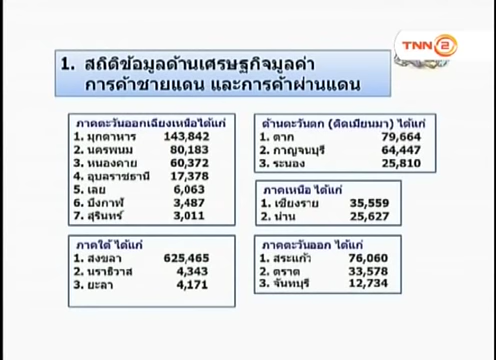 TNN 2
1. สถิติข้อมูลด้านเศรษฐกิจมูลค่า
การค้าชายแดน และการค้าผ่านแดน
ภาคตะวันออกเฉียงเหนือได้แก่
1. มุกดาหาร 143,842
2. นครพนม 80,183
3. หนองคาย 60,372
4. อุบลราชธานี 17,378
5. เลย 6,063
6. บึงกาฬ 3,487
7. สุรินทร์ 3,011
ภาคใต้ ได้แก่
1. สงขลา 625,465
2. นราธิวาส 4,343
3. ยะลา 4,171
ด้านตะวันตก (ติดเมียนมา) ได้แก่
1. ตาก 79,664
2. กาญจนบุรี 64,447
3. ระนอง 25,810
ภาคเหนือ ได้แก่
1. เชียงราย 35,559
2. น่าน 25,627
ภาคตะวันออก ได้แก่
1. สระแก้ว 76,060
2. ตราด 33,578
3. จันทบุรี 12,734